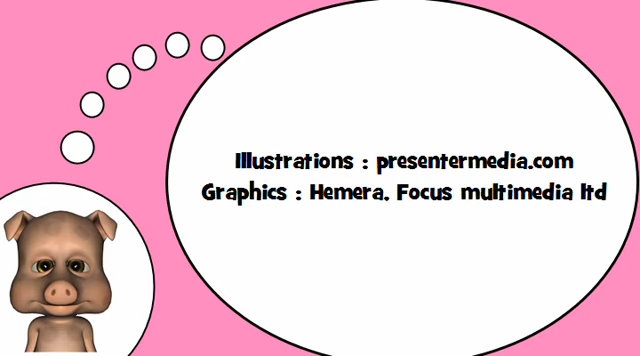 Illustrations : presentermedia.com
Graphics : Hemera. Focus multimedia ltd